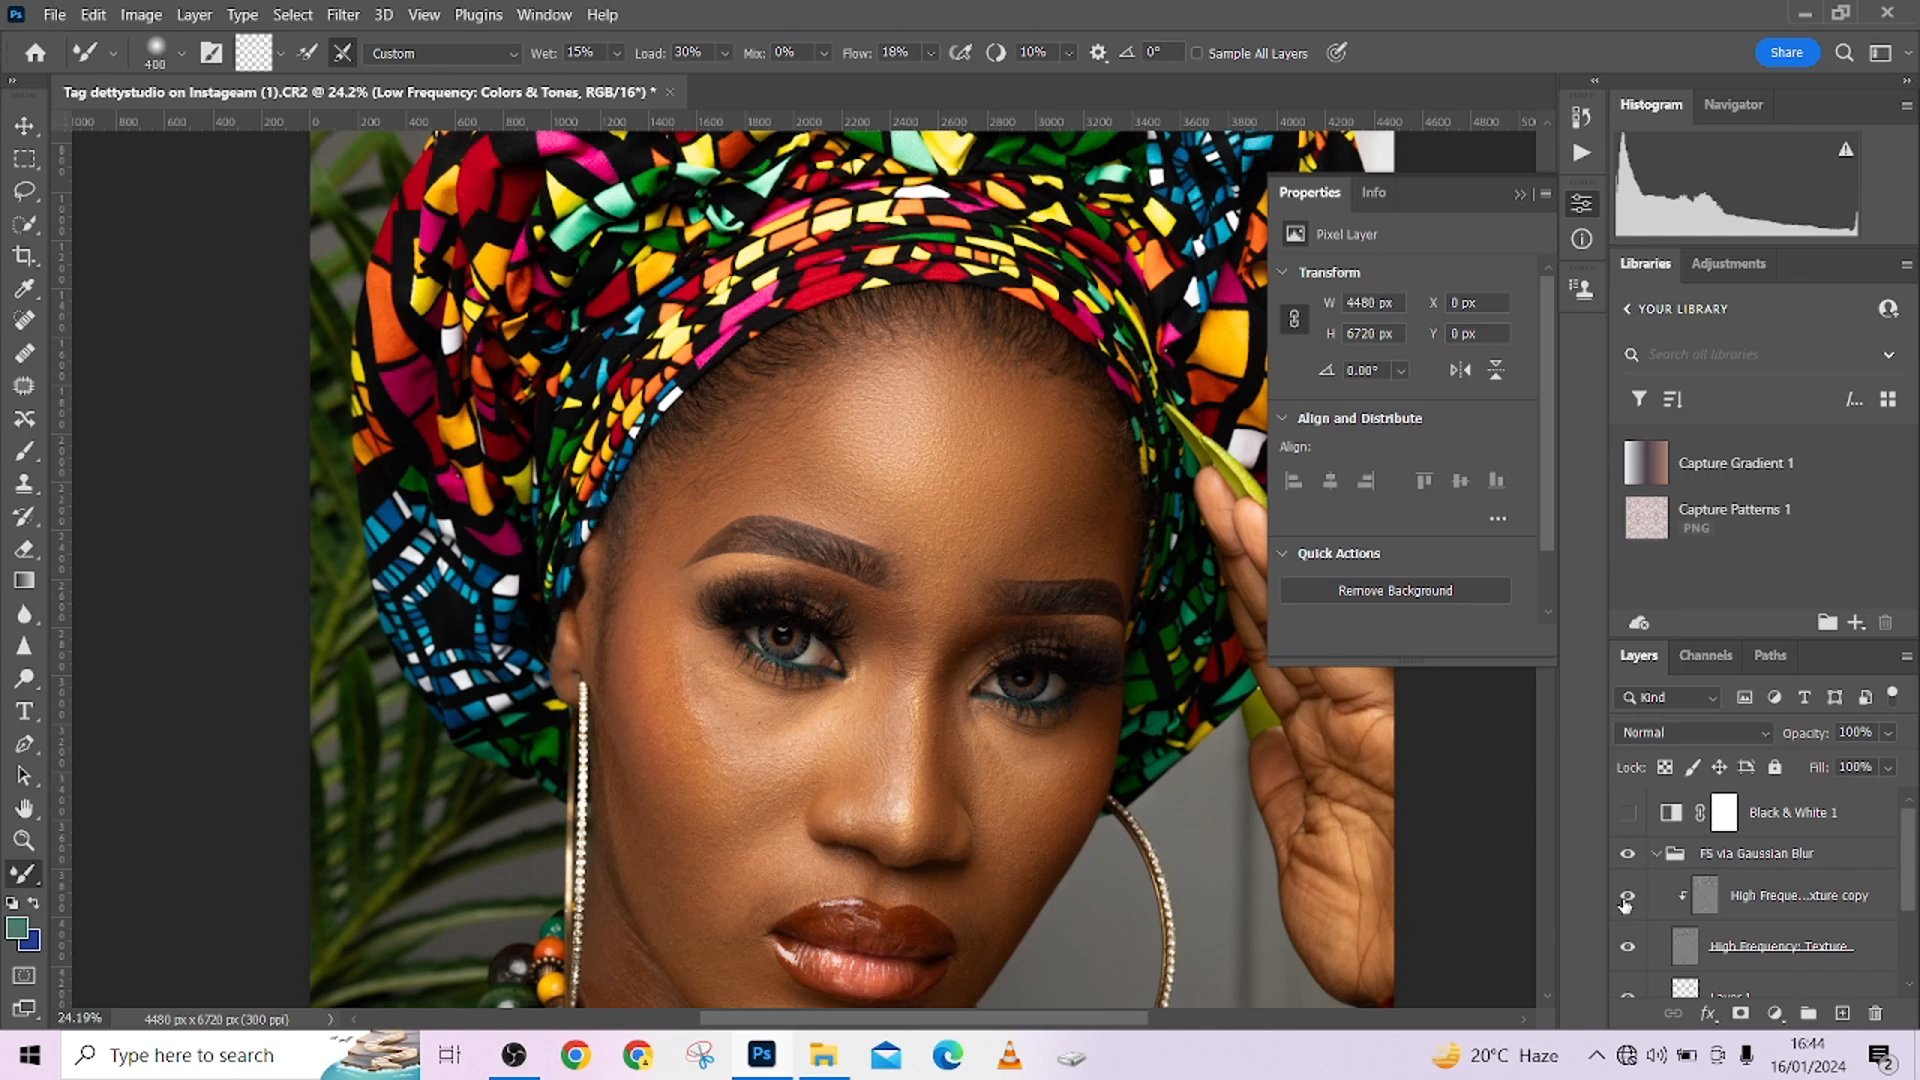 Ps File Edit Image Layer Type Select Filter 3D View Plugins Window Help
400 Custom Wet: 15% Load: 30% Mix: 0% Flow: 18% 10% 0° Sample All Layers Share
Tag dettystudio on Instageam (1).CR2 @ 24.2% (Low Frequency: Colors & Tones, RGB/16*) *
Histogram Navigator
Properties Info
Pixel Layer
Transform
W 4480 px X 0 px
H 6720 px Y 0 px
0.00°
Align and Distribute
Align:
Quick Actions
Remove Background
Libraries Adjustments
YOUR LIBRARY
Search all libraries
Capture Gradient 1
Capture Patterns 1
PNG
Layers Channels Paths
Kind
Normal Opacity: 100%
Lock: Fill: 100%
Black & White 1
FS via Gaussian Blur
High Freque...xture copy
High Frequency: Texture
24.19% 4480 px x 6720 px (300 ppi)
Type here to search
Ps
20°C Haze
16:44
16/01/2024
2